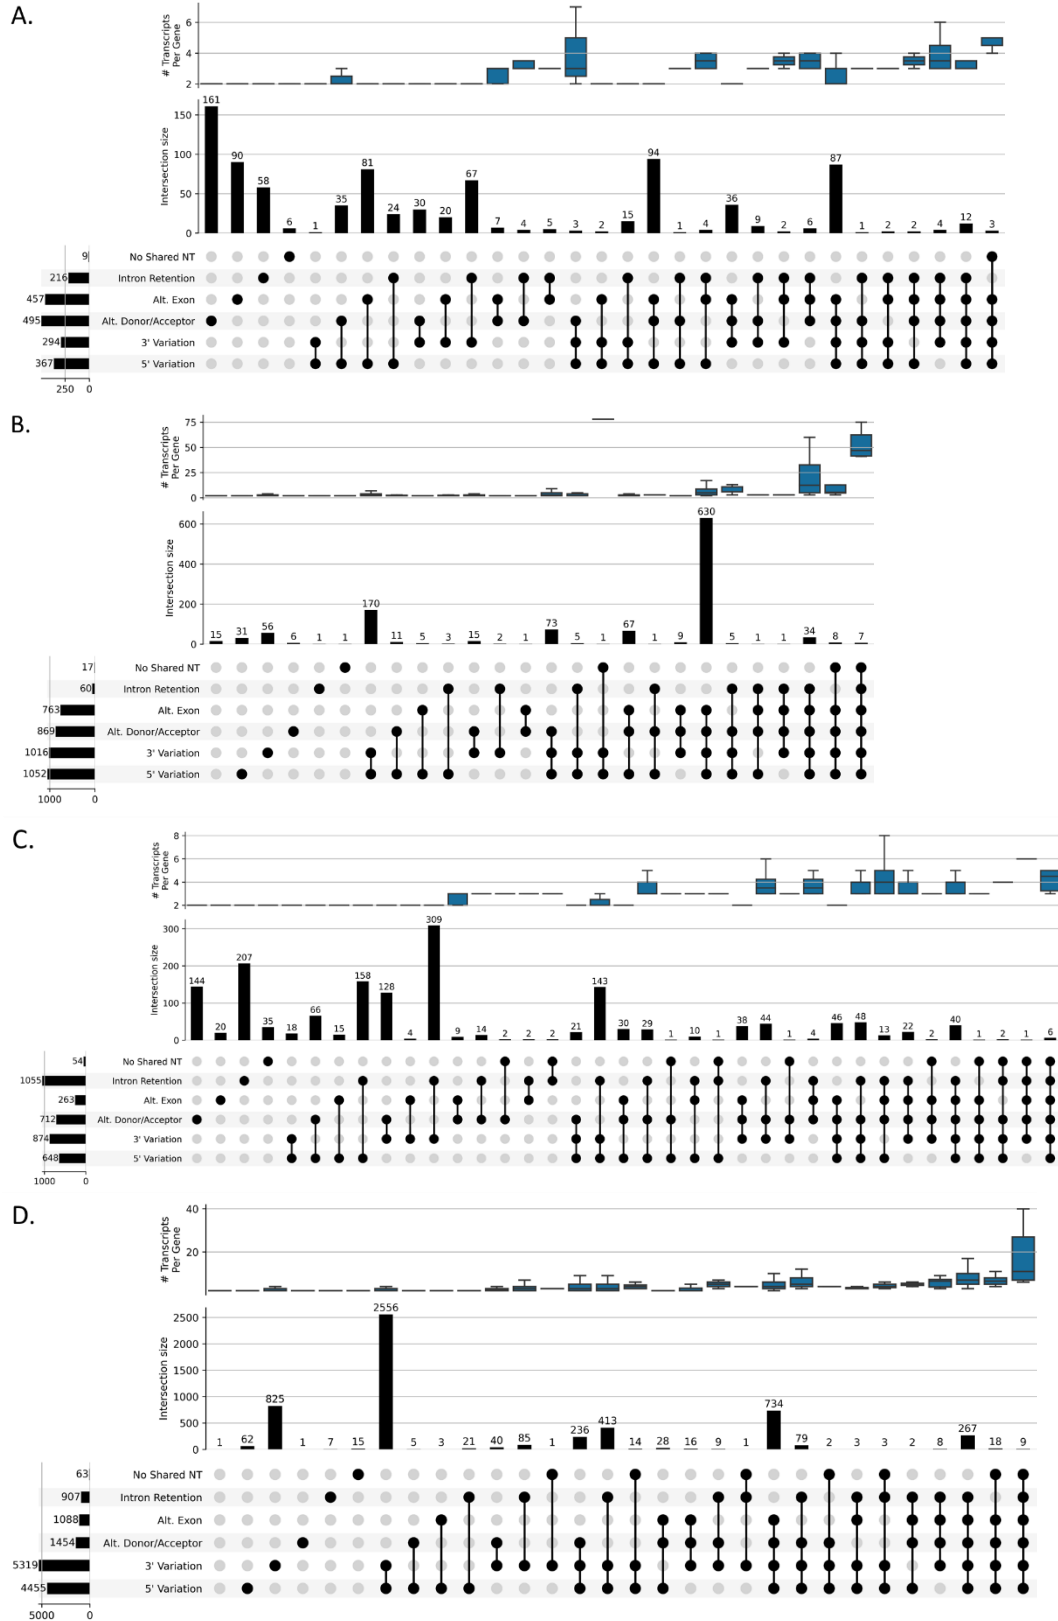 A.
# Transcripts
Per Gene
6
4
2
Intersection size
150
100
50
0
161 90 58 6 1 35 81 24 30 20 67 7 4 5 3 2 15 94 1 4 36 9 2 6 87 1 2 2 4 12 3
9 No Shared NT
216 Intron Retention
457 Alt. Exon
495 Alt. Donor/Acceptor
294 3' Variation
367 5' Variation
250 0
B.
# Transcripts
Per Gene
75
50
25
0
Intersection size
600
400
200
0
15 31 56 6 1 1 170 11 5 3 15 2 1 73 5 1 67 1 9 630 5 1 1 34 8 7
17 No Shared NT
60 Intron Retention
763 Alt. Exon
869 Alt. Donor/Acceptor
1016 3' Variation
1052 5' Variation
1000 0
C.
# Transcripts
Per Gene
8
6
4
2
Intersection size
300
200
100
0
144 20 207 35 18 66 15 158 128 4 309 9 14 2 2 2 21 143 30 29 1 10 1 38 44 1 4 46 48 13 22 2 40 1 2 1 6
54 No Shared NT
1055 Intron Retention
263 Alt. Exon
712 Alt. Donor/Acceptor
874 3' Variation
648 5' Variation
1000 0
D.
# Transcripts
Per Gene
40
20
Intersection size
2500
2000
1500
1000
500
0
1 62 825 1 7 15 2556 5 3 21 40 85 1 236 413 14 28 16 9 1 734 79 2 3 3 2 8 267 18 9
63 No Shared NT
907 Intron Retention
1088 Alt. Exon
1454 Alt. Donor/Acceptor
5319 3' Variation
4455 5' Variation
5000 0